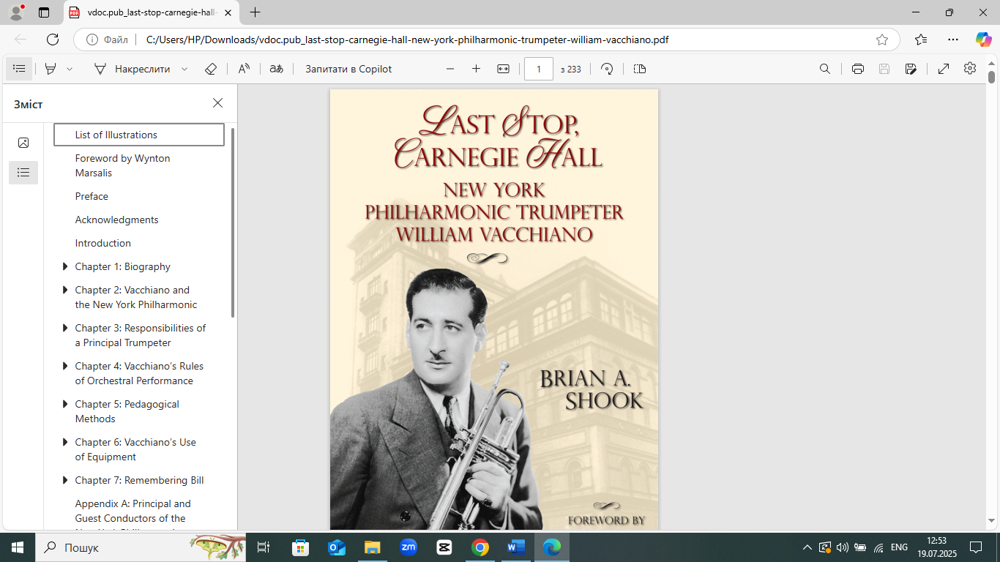 vdoc.pub_last-stop-carnegie-hall-
Файл
C:/Users/HP/Downloads/vdoc.pub_last-stop-carnegie-hall-new-york-philharmonic-trumpeter-william-vacchiano.pdf
Накреслити
аあ
Запитати в Copilot
1
з 233
Зміст
List of Illustrations
Foreword by Wynton
Marsalis
Preface
Acknowledgments
Introduction
Chapter 1: Biography
Chapter 2: Vacchiano and
the New York Philharmonic
Chapter 3: Responsibilities of
a Principal Trumpeter
Chapter 4: Vacchiano's Rules
of Orchestral Performance
Chapter 5: Pedagogical
Methods
Chapter 6: Vacchiano's Use
of Equipment
Chapter 7: Remembering Bill
Appendix A: Principal and
Guest Conductors of the
LAST STOP,
CARNEGIE HALL
NEW YORK
PHILHARMONIC TRUMPETER
WILLIAM VACCHIANO
BRIAN A.
SHOOK
FOREWORD BY
Пошук
zm
W
ENG
12:53
19.07.2025